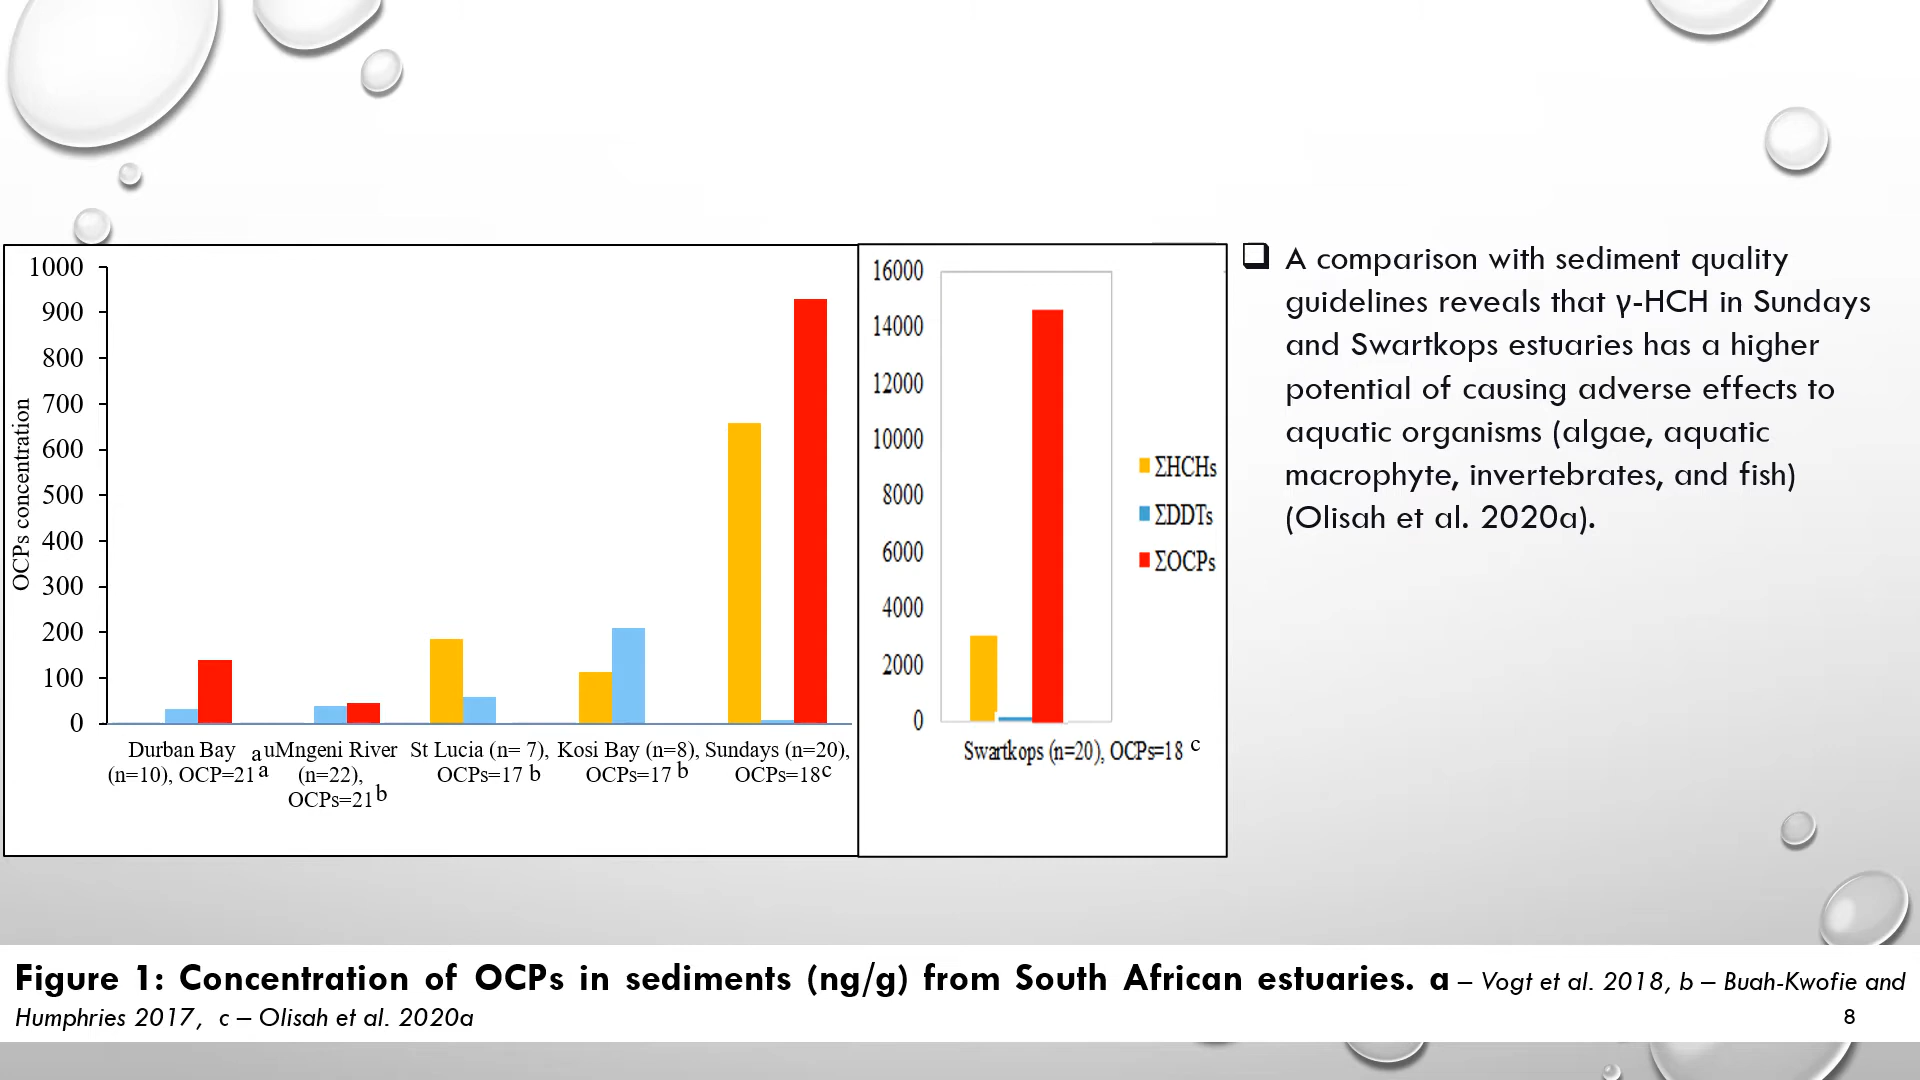 1000
900
800
700
600
500
400
300
200
100
0
OCPs concentration
Durban Bay
(n=10), OCP=21 a
a
uMngeni River
(n=22),
OCPs=21 b
St Lucia (n= 7),
OCPs=17 b
Kosi Bay (n=8),
OCPs=17 b
Sundays (n=20),
OCPs=18 c
16000
14000
12000
10000
8000
6000
4000
2000
0
ΣHCHs
ΣDDTs
ΣOCPs
Swartkops (n=20), OCPs=18 c
❑ A comparison with sediment quality
guidelines reveals that γ-HCH in Sundays
and Swartkops estuaries has a higher
potential of causing adverse effects to
aquatic organisms (algae, aquatic
macrophyte, invertebrates, and fish)
(Olisah et al. 2020a).
Figure 1: Concentration of OCPs in sediments (ng/g) from South African estuaries. a – Vogt et al. 2018, b – Buah-Kwofie and
Humphries 2017, c – Olisah et al. 2020a
8